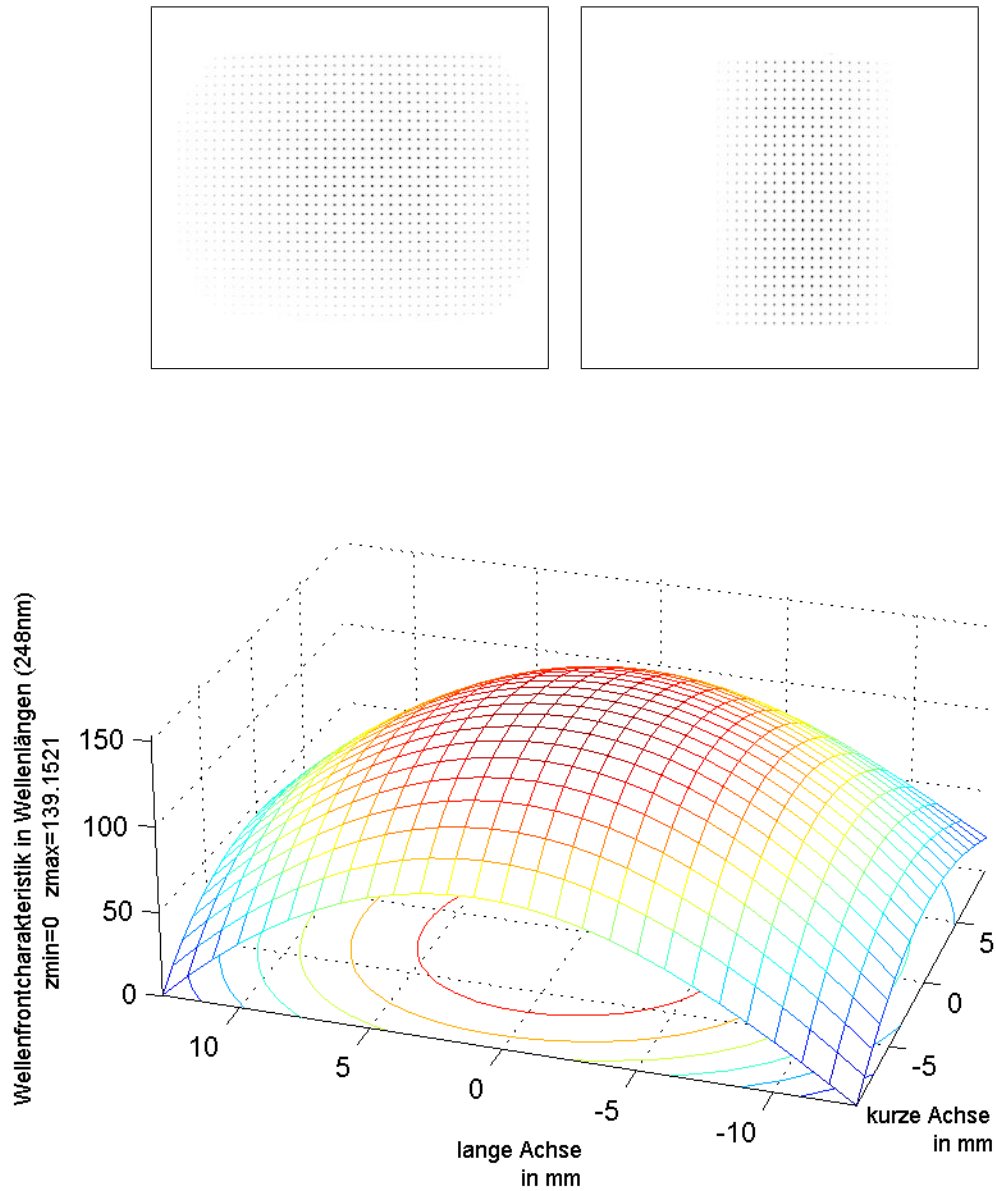 Wellenfrontcharakteristik in Wellenlängen (248nm)
zmin=0 zmax=139.1521
150
100
50
0
10
5
0
-5
-10
5
0
-5
lange Achse
in mm
kurze Achse
in mm